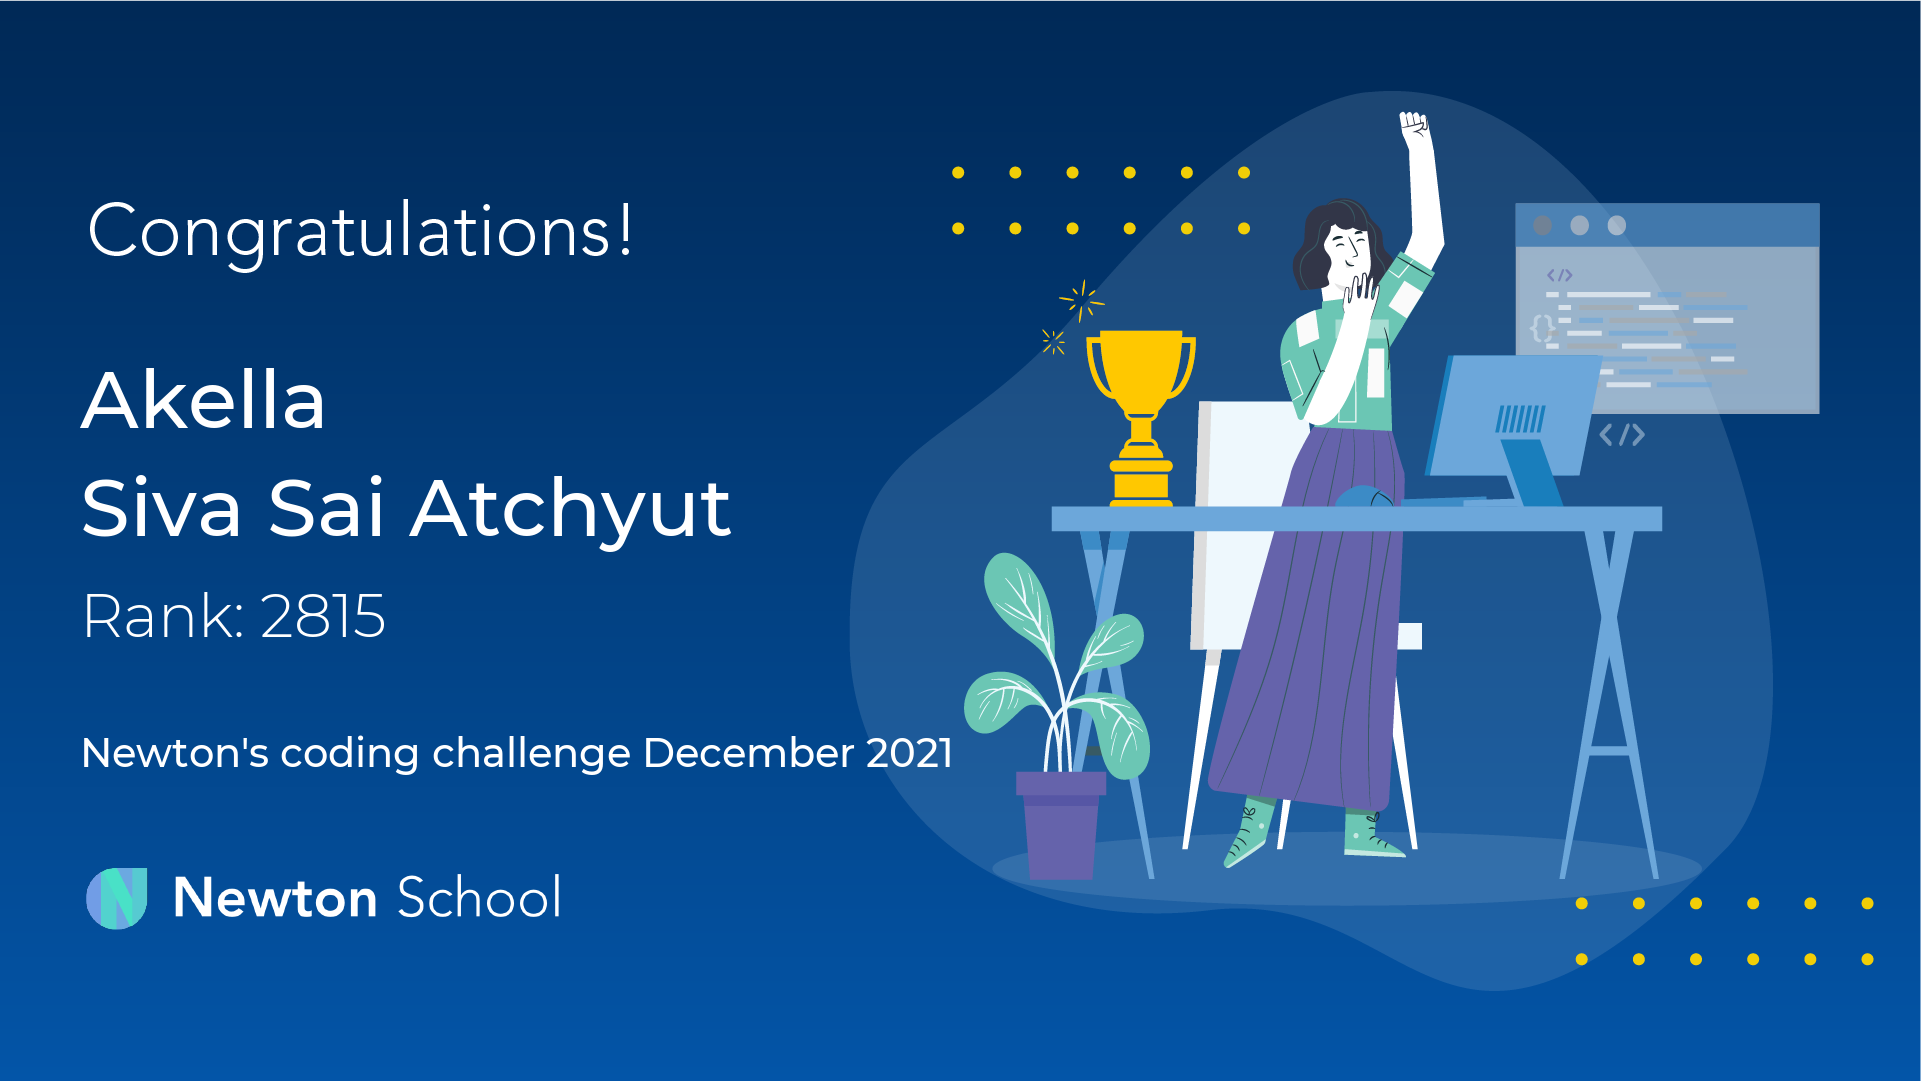 Congratulations!
Akella
Siva Sai Atchyut
Rank: 2815
Newton's coding challenge December 2021
Newton School
</>
{}
</>